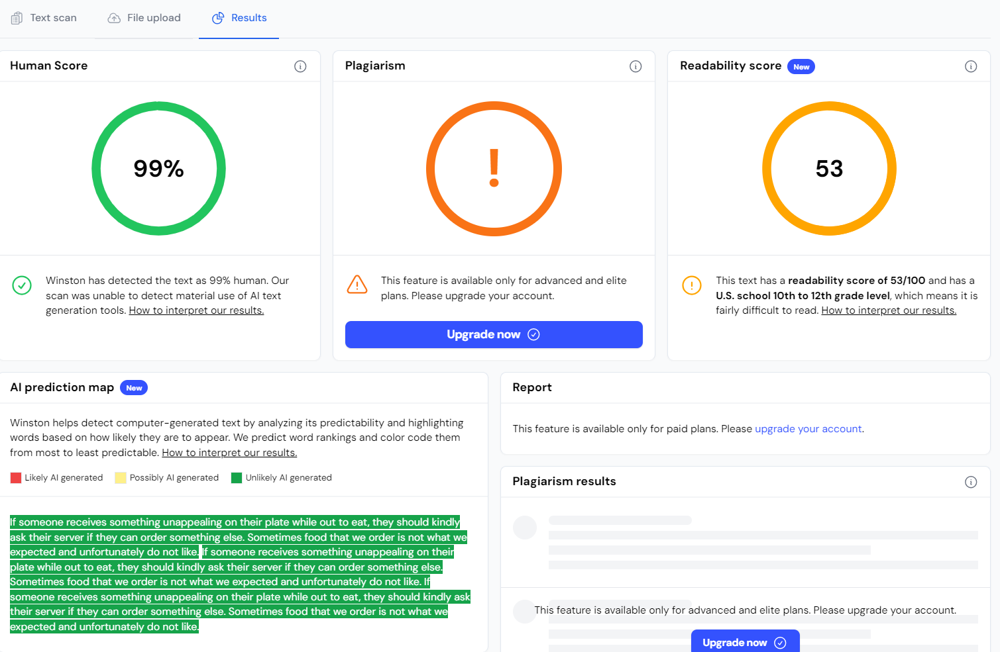 Text scan
File upload
Results
Human Score
99%
Winston has detected the text as 99% human. Our
scan was unable to detect material use of AI text
generation tools. How to interpret our results.
Plagiarism
!
This feature is available only for advanced and elite
plans. Please upgrade your account.
Upgrade now
Readability score New
53
This text has a readability score of 53/100 and has a
U.S. school 10th to 12th grade level, which means it is
fairly difficult to read. How to interpret our results.
AI prediction map New
Winston helps detect computer-generated text by analyzing its predictability and highlighting
words based on how likely they are to appear. We predict word rankings and color code them
from most to least predictable. How to interpret our results.
Likely AI generated
Possibly AI generated
Unlikely AI generated
If someone receives something unappealing on their plate while out to eat, they should kindly
ask their server if they can order something else. Sometimes food that we order is not what we
expected and unfortunately do not like. If someone receives something unappealing on their
plate while out to eat, they should kindly ask their server if they can order something else.
Sometimes food that we order is not what we expected and unfortunately do not like. If
someone receives something unappealing on their plate while out to eat, they should kindly ask
their server if they can order something else. Sometimes food that we order is not what we
expected and unfortunately do not like.
Report
This feature is available only for paid plans. Please upgrade your account.
Plagiarism results
This feature is available only for advanced and elite plans. Please upgrade your account.
Upgrade now